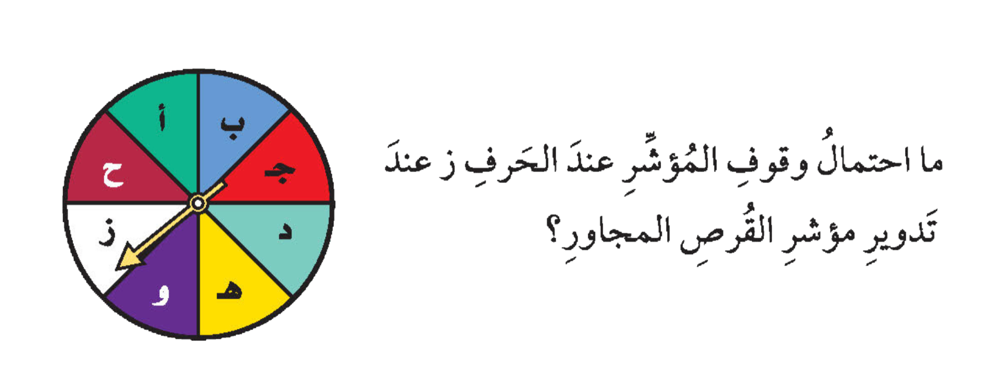 ما احتمالُ وقوفِ المُؤشِّرِ عندَ الحَرفِ ز عندَ
تَدويرِ مؤشرِ القُرصِ المجاورِ؟
أ
ب
جـ
د
هـ
و
ز
ح